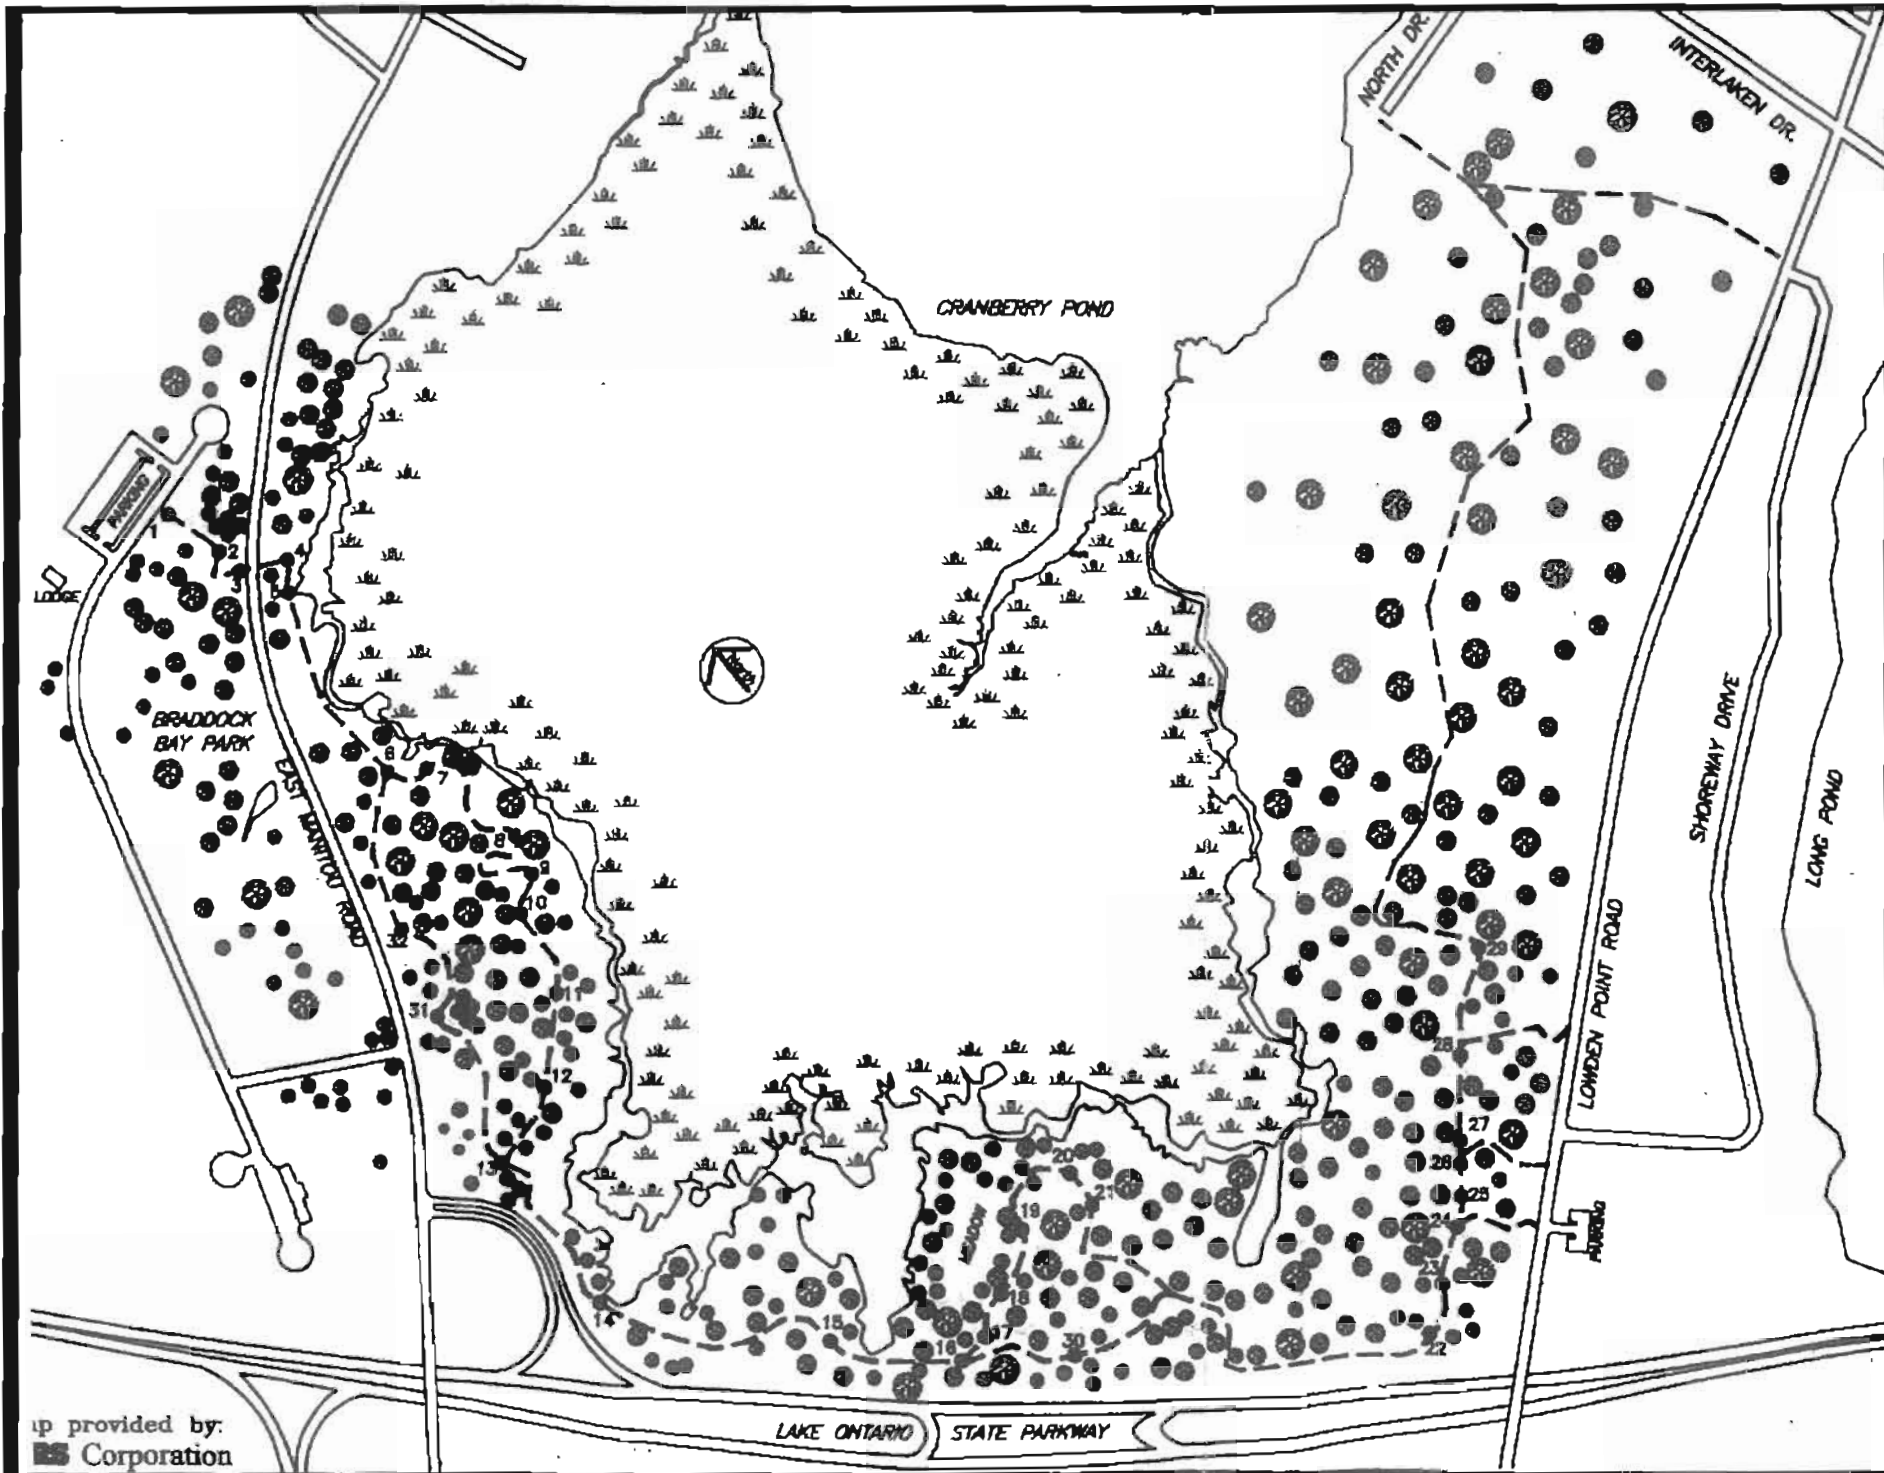 NORTH DR.
INTERLAKEN DR.
CRANBERRY POND
PARKING
1
2
3
4
LODGE
BRADDOCK
BAY PARK
EAST MANITOU ROAD
6
7
8
9
10
32
11
31
12
13
14
15
16
17
18
19
20
21
MEADOW
30
22
23
24
25
26
27
28
29
PARKING
LOWDEN POINT ROAD
SHOREWAY DRIVE
LONG POND
LAKE ONTARIO STATE PARKWAY
provided by:
Corporation